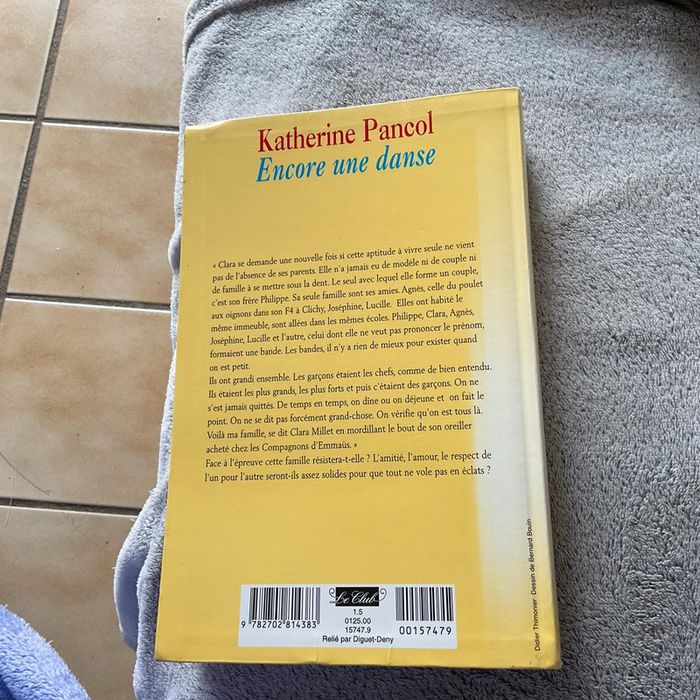 Katherine Pancol
Encore une danse
« Clara se demande une nouvelle fois si cette aptitude à vivre seule ne vient
pas de l'absence de ses parents. Elle n'a jamais eu de modèle ni de couple ni
de famille à se mettre sous la dent. Le seul avec lequel elle forme un couple,
c'est son frère Philippe. Sa seule famille sont ses amies. Agnès, celle du poulet
aux oignons dans son F4 à Clichy, Joséphine, Lucille. Elles ont habité le
même immeuble, sont allées dans les mêmes écoles. Philippe, Clara, Agnès,
Joséphine, Lucille et l'autre, celui dont elle ne veut pas prononcer le prénom,
formaient une bande. Les bandes, il n'y a rien de mieux pour exister quand
on est petit.
Ils ont grandi ensemble. Les garçons étaient les chefs, comme de bien entendu.
Ils étaient les plus grands, les plus forts et puis c'étaient des garçons. On ne
s'est jamais quittés. De temps en temps, on dîne ou on déjeune et on fait le
point. On ne se dit pas forcément grand-chose. On vérifie qu'on est tous là.
Voilà ma famille, se dit Clara Millet en mordillant le bout de son oreiller
acheté chez les Compagnons d'Emmaüs. »
Face à l'épreuve cette famille résistera-t-elle ? L'amitié, l'amour, le respect de
l'un pour l'autre seront-ils assez solides pour que tout ne vole pas en éclats ?
Didier Thimonier Dessin de Bernard Bouin
Le Club
1.5
0125.00
15747.9
Relié par Diguet-Deny
9 782702 814383
00157479